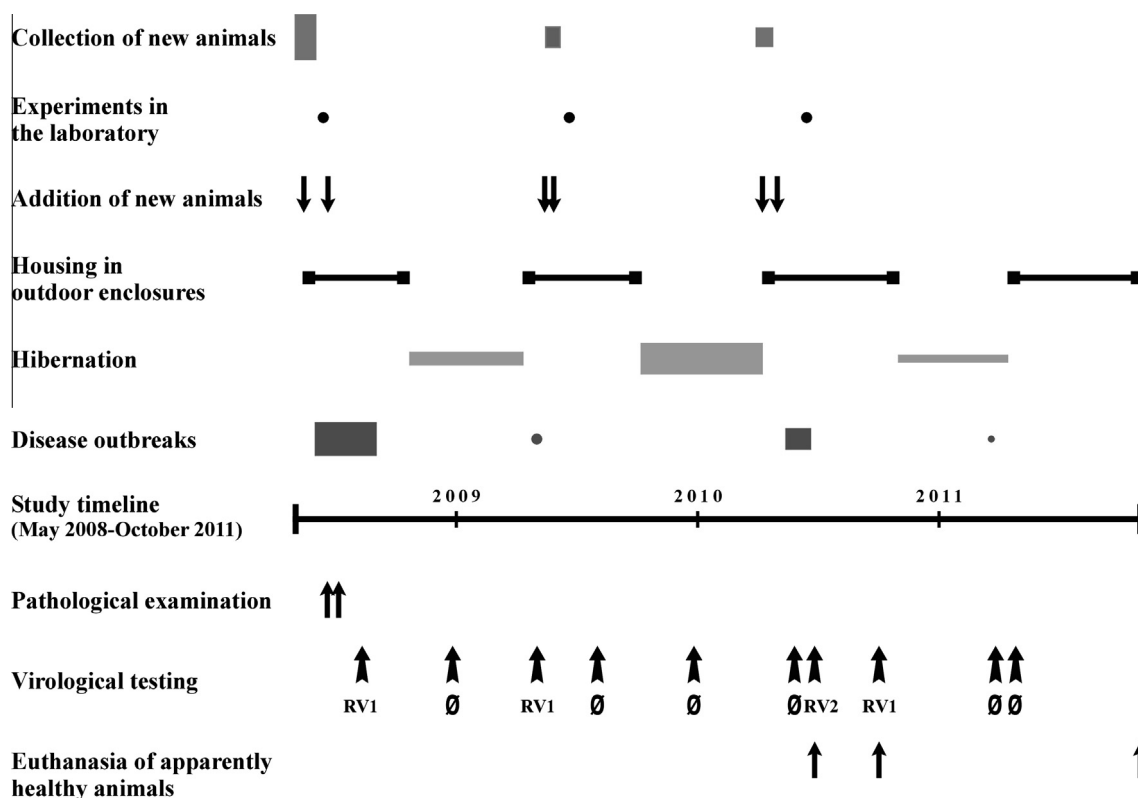 Collection of new animals
Experiments in
the laboratory
Addition of new animals
Housing in
outdoor enclosures
Hibernation
Disease outbreaks
Study timeline
(May 2008-October 2011)
2009 2010 2011
Pathological examination
Virological testing
RV1 Ø RV1 Ø Ø Ø RV2 RV1 Ø Ø
Euthanasia of apparently
healthy animals